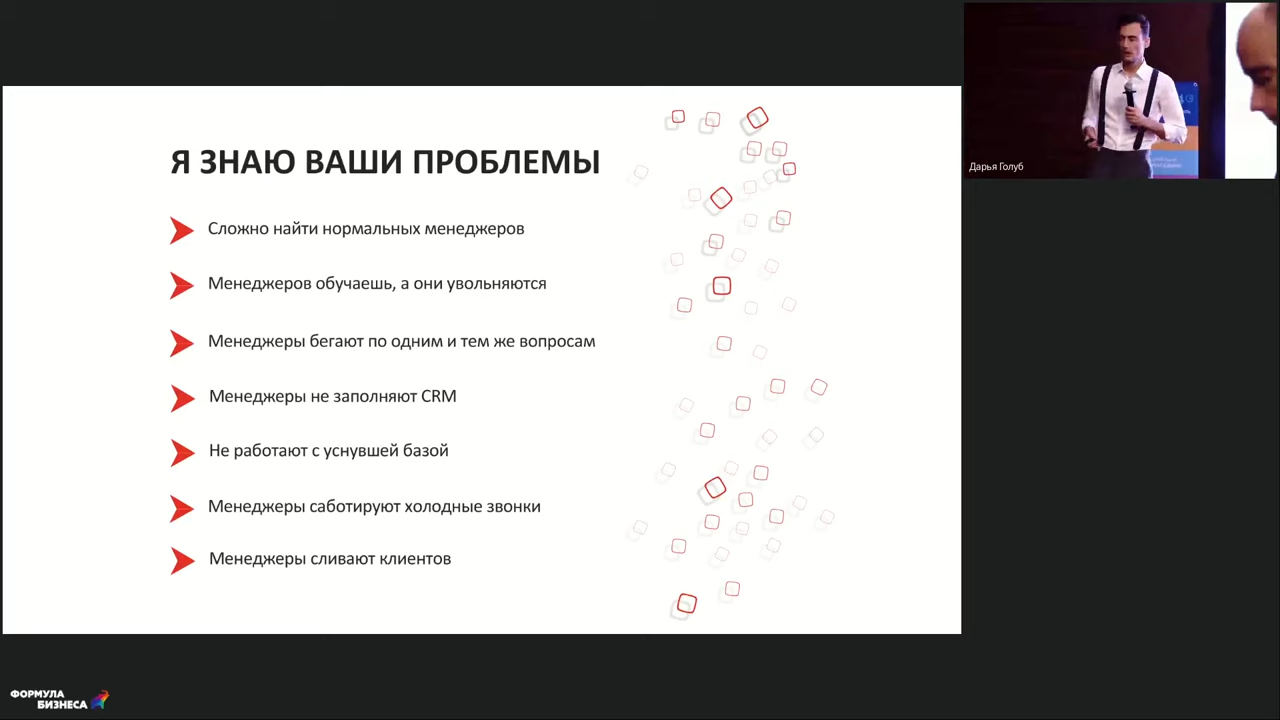 Я ЗНАЮ ВАШИ ПРОБЛЕМЫ
Сложно найти нормальных менеджеров
Менеджеров обучаешь, а они увольняются
Менеджеры бегают по одним и тем же вопросам
Менеджеры не заполняют CRM
Не работают с уснувшей базой
Менеджеры саботируют холодные звонки
Менеджеры сливают клиентов
Дарья Голуб
ФОРМУЛА
БИЗНЕСА